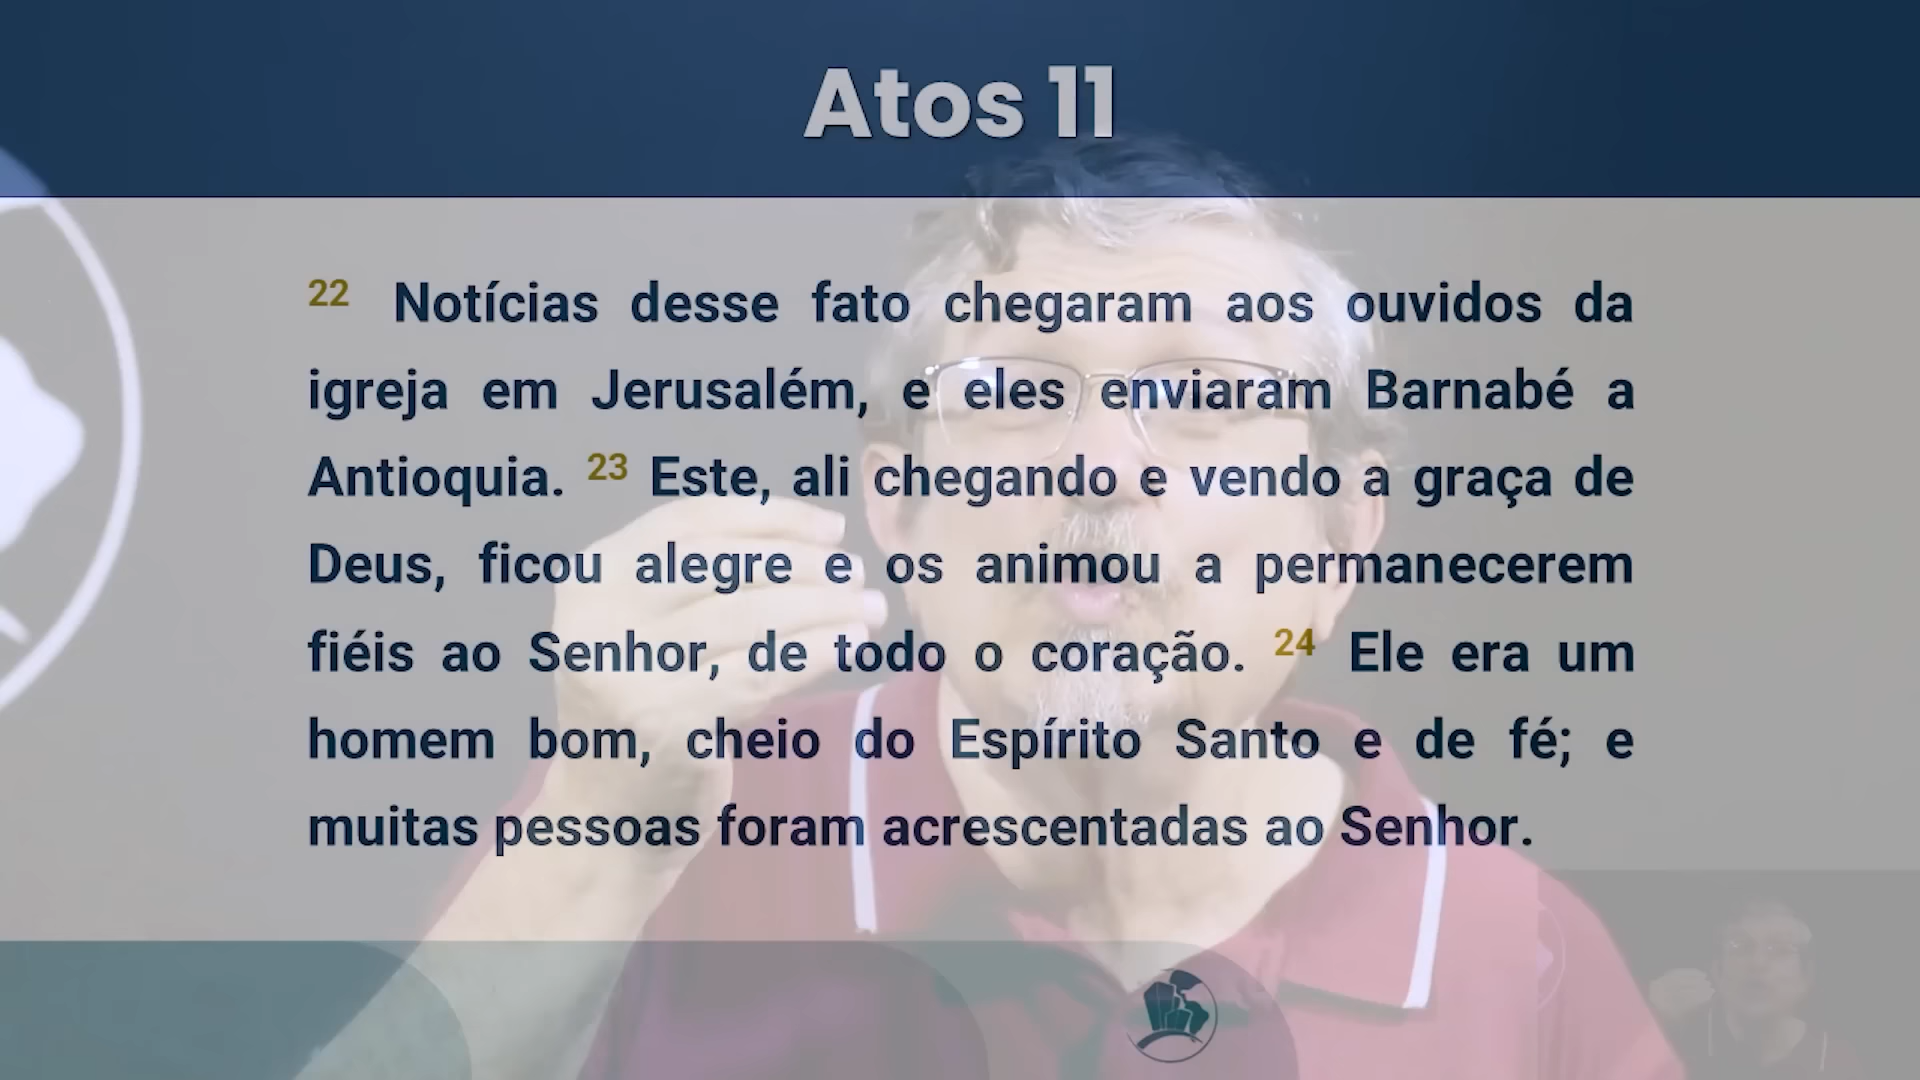 Atos 11
22 Notícias desse fato chegaram aos ouvidos da
igreja em Jerusalém, e eles enviaram Barnabé a
Antioquia. 23 Este, ali chegando e vendo a graça de
Deus, ficou alegre e os animou a permanecerem
fiéis ao Senhor, de todo o coração. 24 Ele era um
homem bom, cheio do Espírito Santo e de fé; e
muitas pessoas foram acrescentadas ao Senhor.